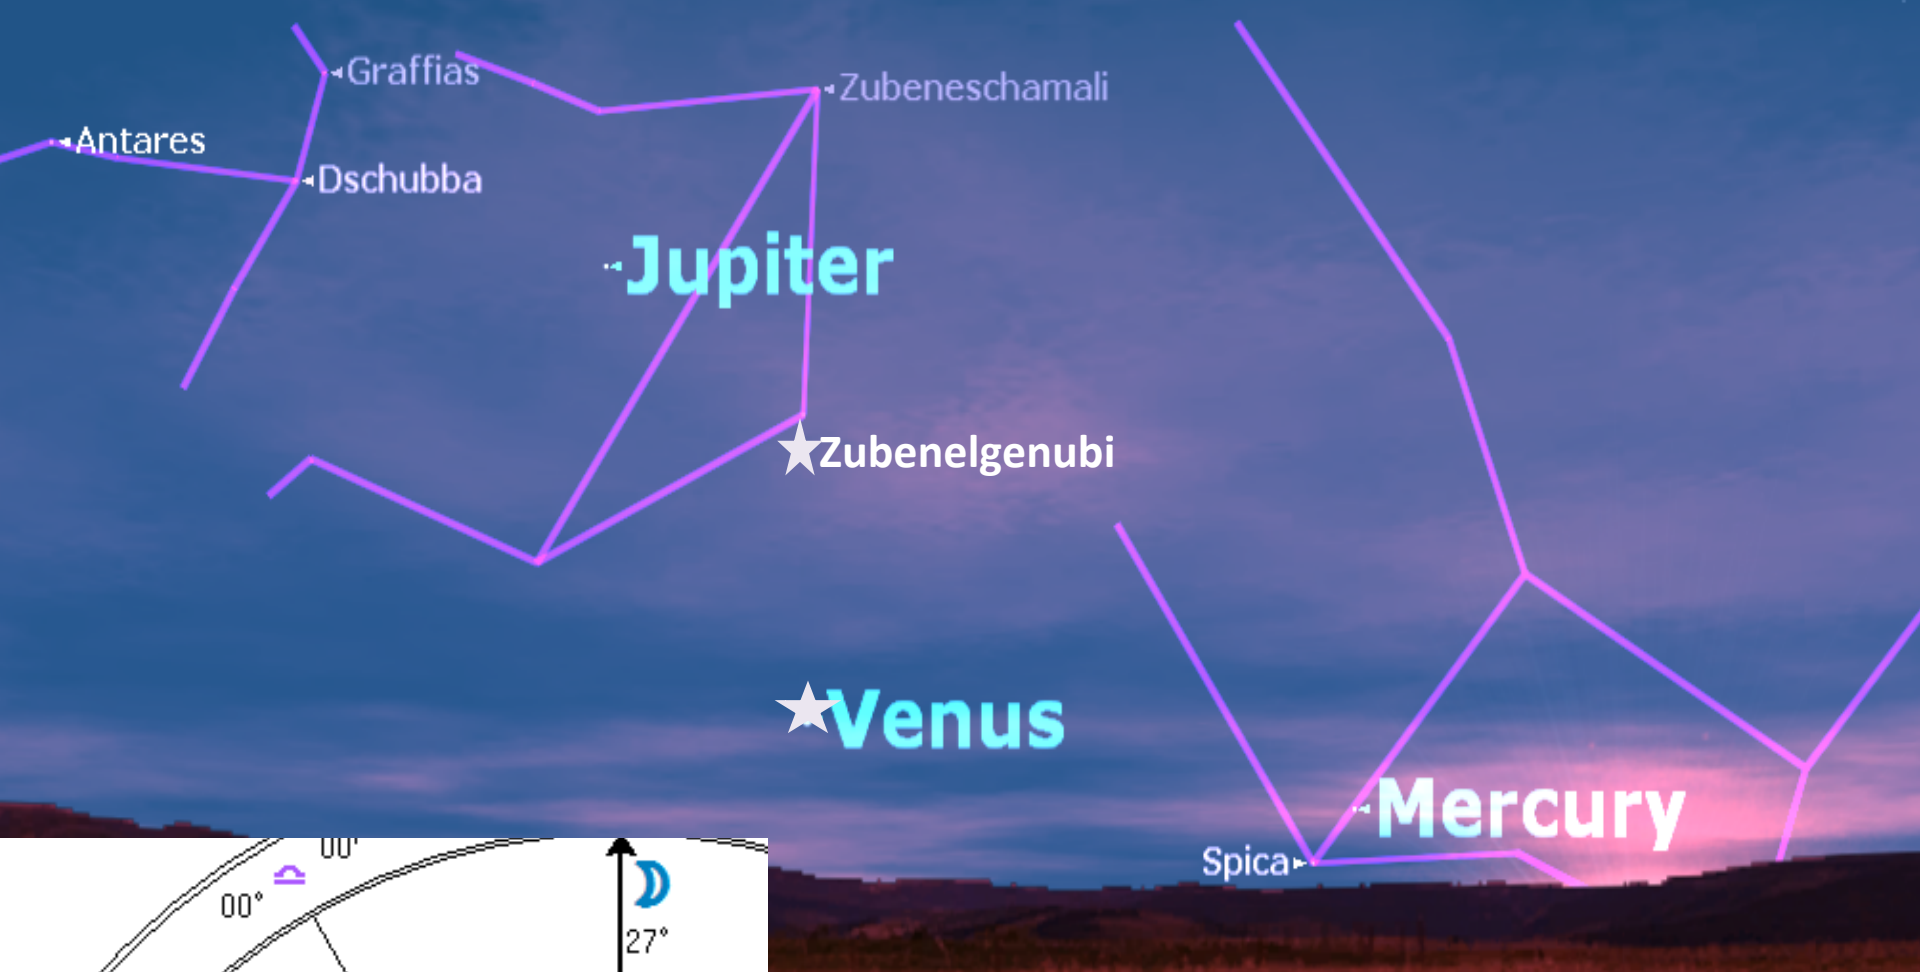 Graffias
Zubeneschamali
Antares
Dschubba
Jupiter
Zubenelgenubi
Venus
Mercury
Spica
00'
00°
27°